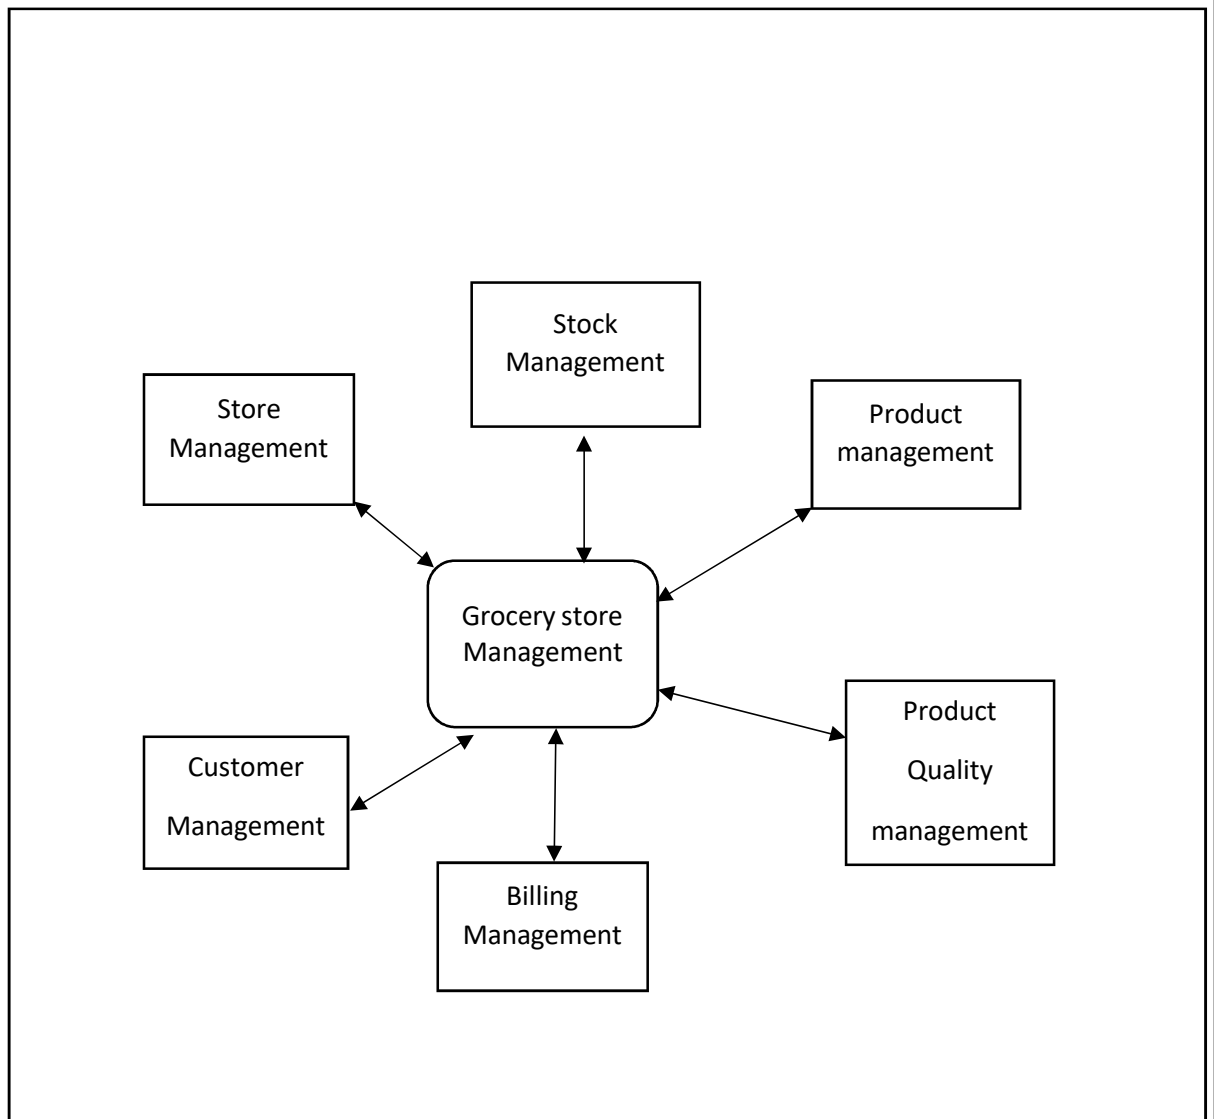 Stock
Management
Store
Management
Product
management
Grocery store
Management
Product
Quality
management
Customer
Management
Billing
Management